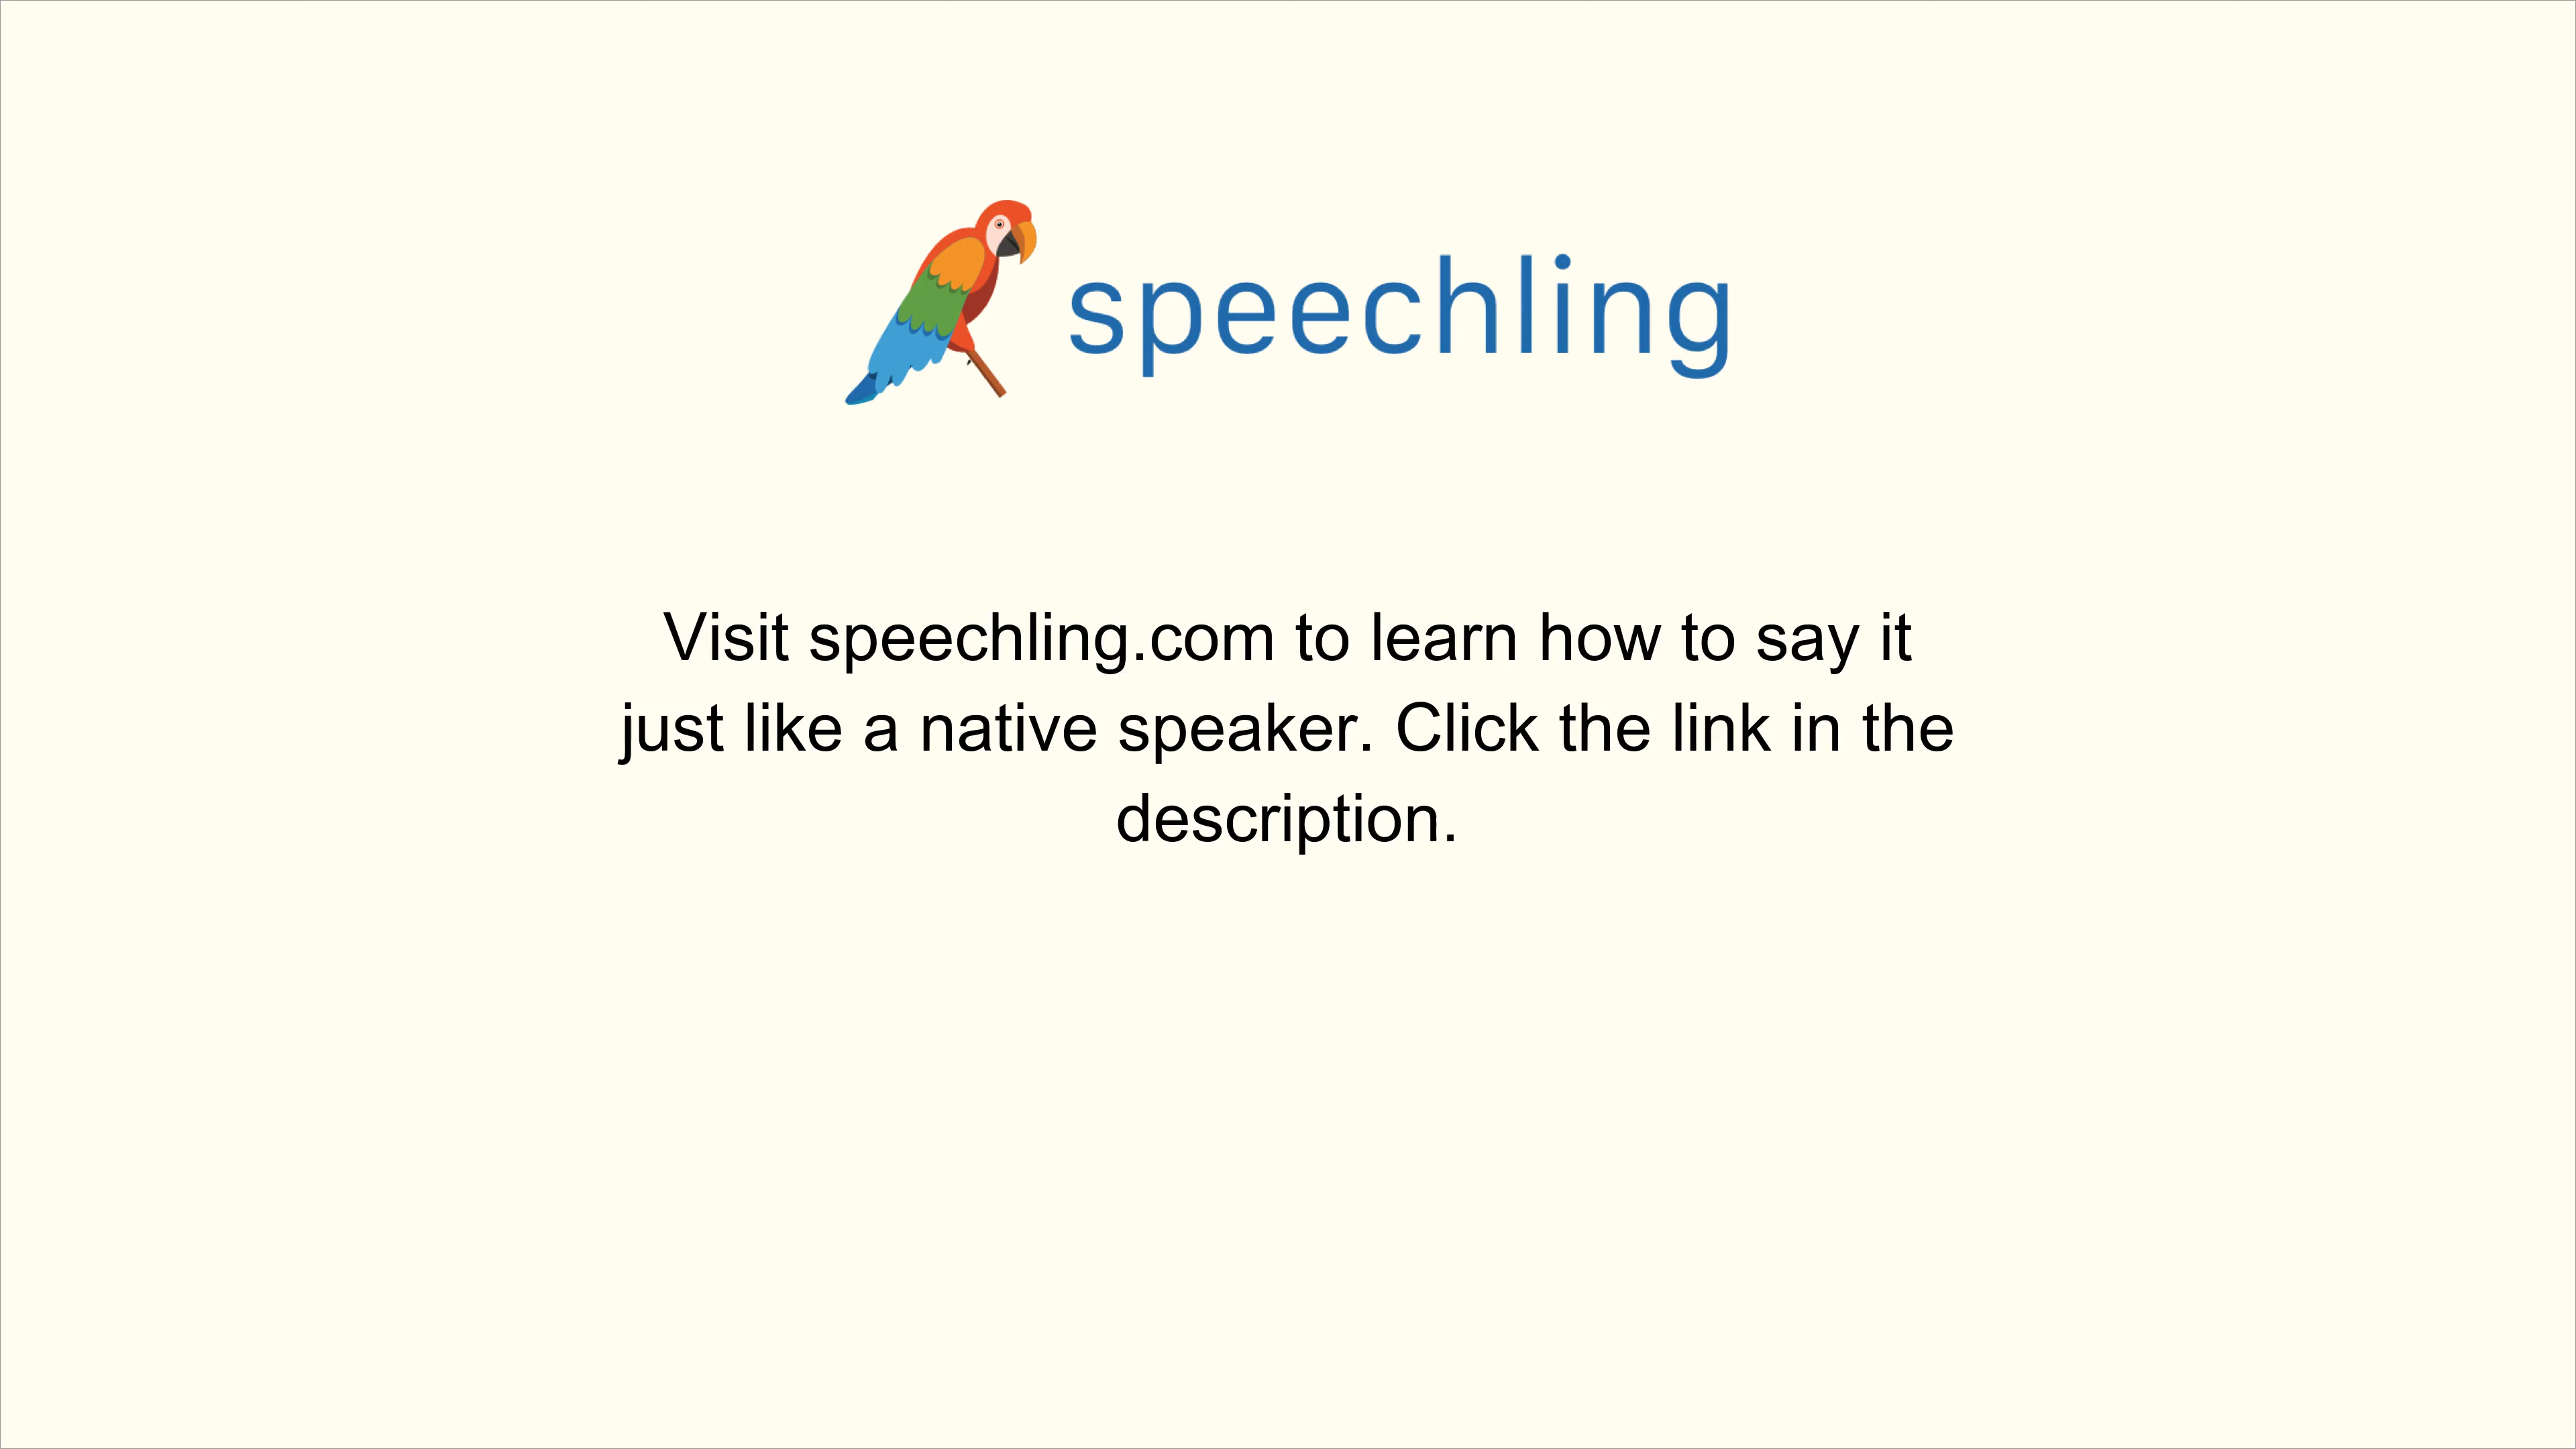 speechling
Visit speechling.com to learn how to say it
just like a native speaker. Click the link in the
description.